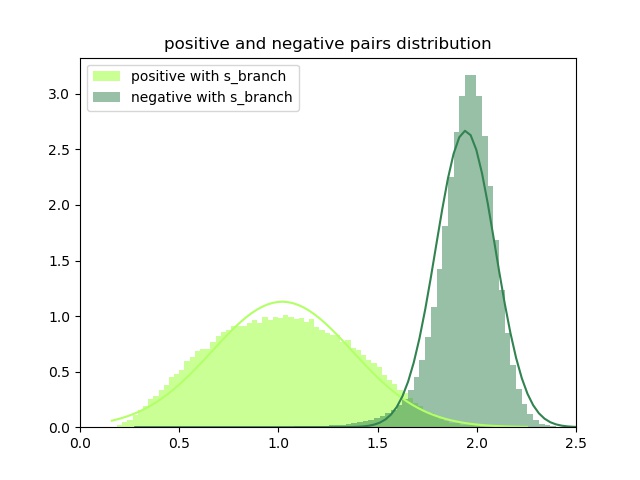 positive and negative pairs distribution
positive with s_branch
negative with s_branch
3.0
2.5
2.0
1.5
1.0
0.5
0.0
0.0 0.5 1.0 1.5 2.0 2.5